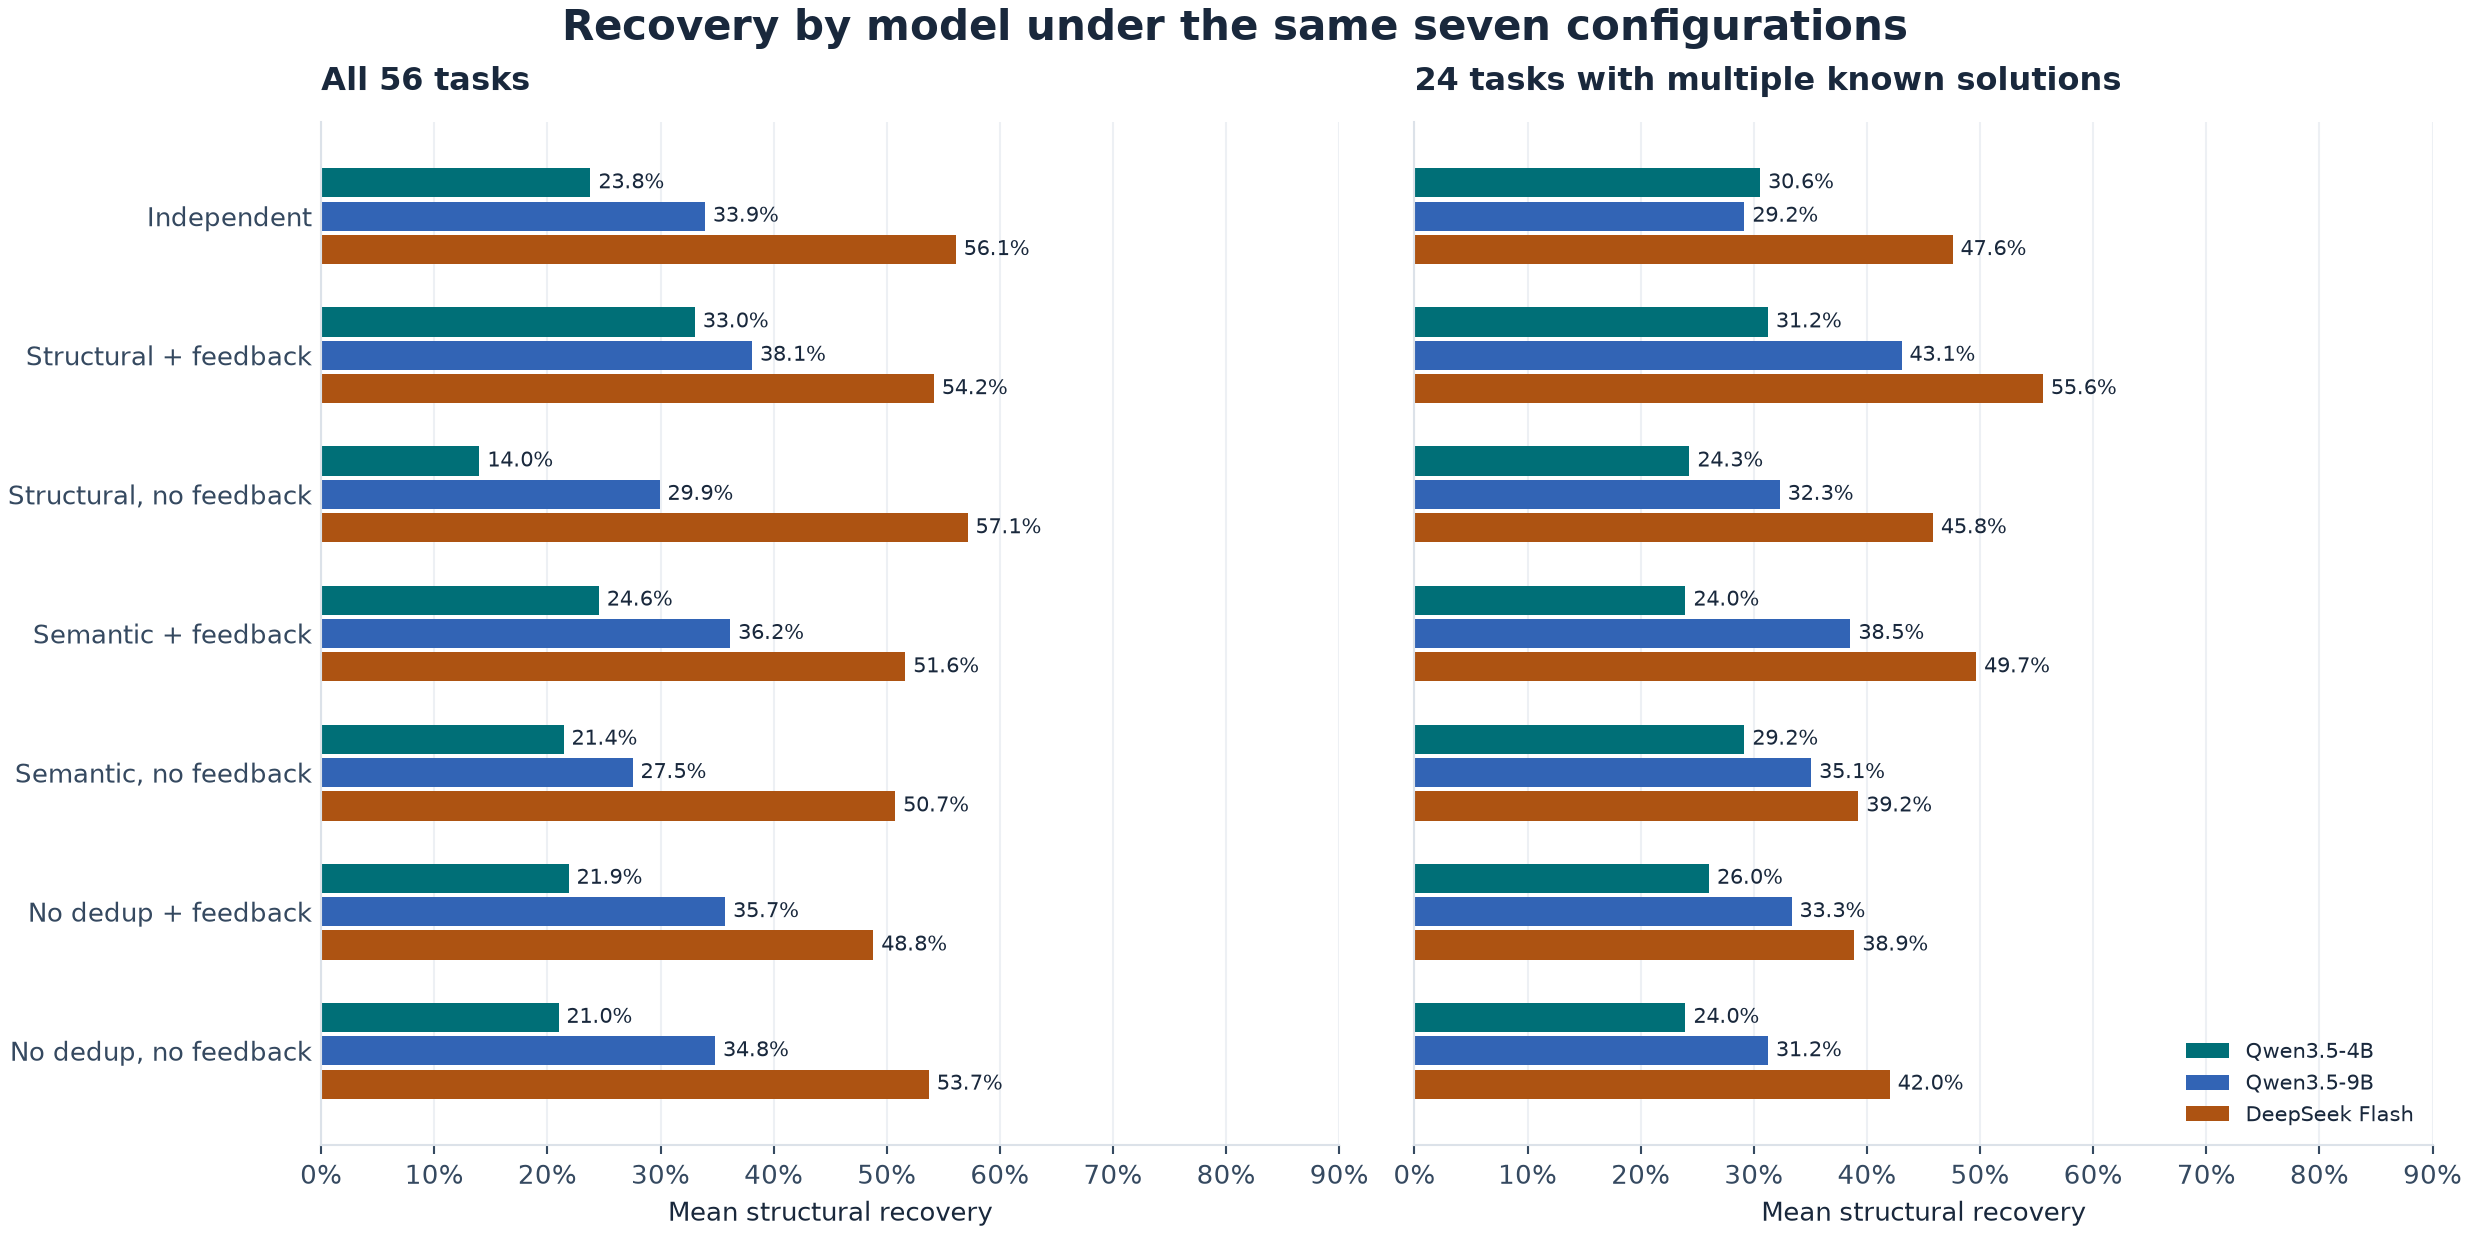 Recovery by model under the same seven configurations
All 56 tasks
Independent
23.8%
33.9%
56.1%
Structural + feedback
33.0%
38.1%
54.2%
Structural, no feedback
14.0%
29.9%
57.1%
Semantic + feedback
24.6%
36.2%
51.6%
Semantic, no feedback
21.4%
27.5%
50.7%
No dedup + feedback
21.9%
35.7%
48.8%
No dedup, no feedback
21.0%
34.8%
53.7%
0% 10% 20% 30% 40% 50% 60% 70% 80% 90%
Mean structural recovery
24 tasks with multiple known solutions
30.6%
29.2%
47.6%
31.2%
43.1%
55.6%
24.3%
32.3%
45.8%
24.0%
38.5%
49.7%
29.2%
35.1%
39.2%
26.0%
33.3%
38.9%
24.0%
31.2%
42.0%
Qwen3.5-4B
Qwen3.5-9B
DeepSeek Flash
0% 10% 20% 30% 40% 50% 60% 70% 80% 90%
Mean structural recovery